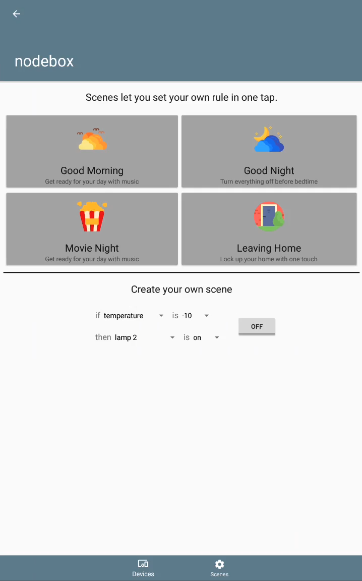 nodebox
Scenes let you set your own rule in one tap.
Good Morning
Get ready for your day with music
Good Night
Turn everything off before bedtime
Movie Night
Get ready for your day with music
Leaving Home
Lock up your home with one touch
Create your own scene
if temperature is -10
then lamp 2 is on
OFF
Devices
Scenes